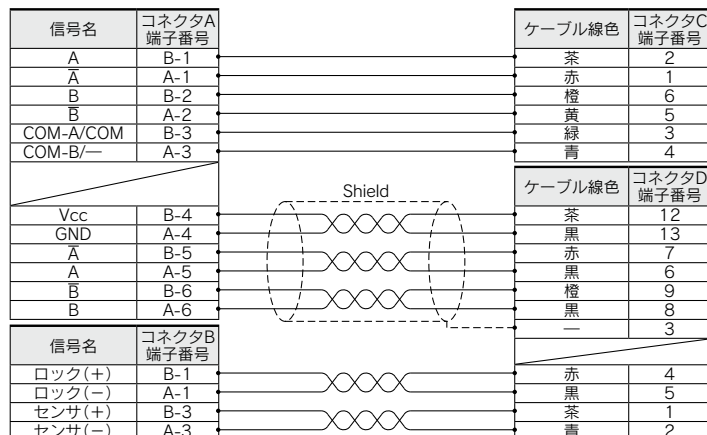 信号名 コネクタA 端子番号
A B-1
A̅ A-1
B B-2
B̅ A-2
COM-A/COM B-3
COM-B/― A-3
Vcc B-4
GND A-4
A̅ B-5
A A-5
B̅ B-6
B A-6
信号名 コネクタB 端子番号
ロック(+) B-1
ロック(−) A-1
センサ(+) B-3
センサ(−) A-3
Shield
ケーブル線色 コネクタC 端子番号
茶 2
赤 1
橙 6
黄 5
緑 3
青 4
ケーブル線色 コネクタD 端子番号
茶 12
黒 13
赤 7
黒 6
橙 9
黒 8
― 3
赤 4
黒 5
茶 1
青 2